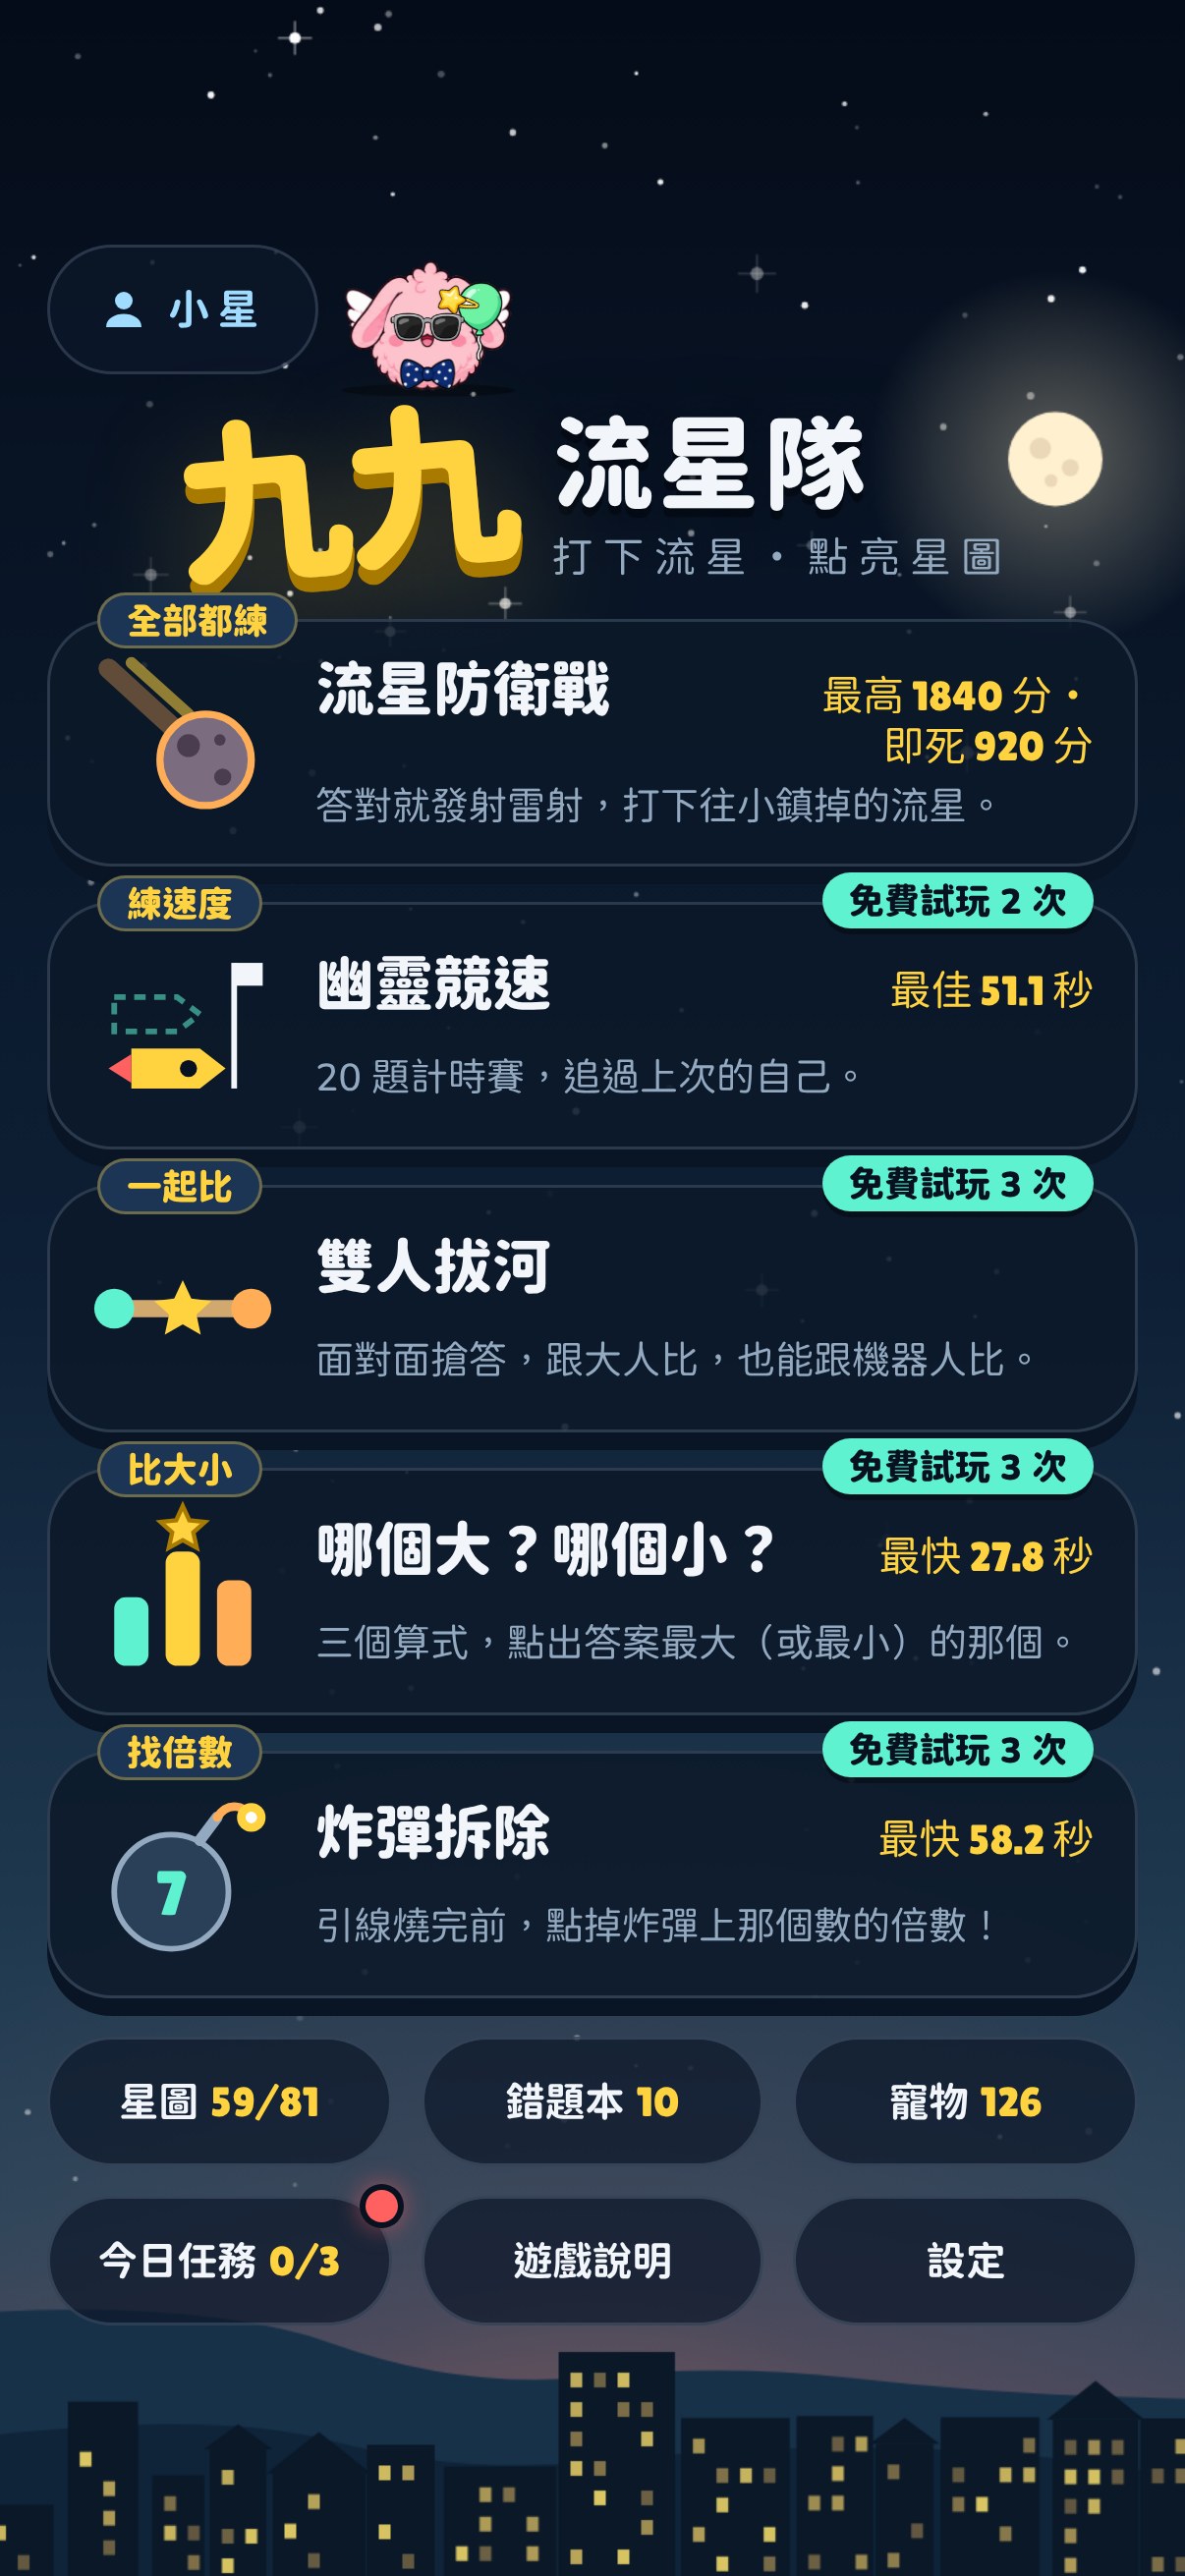 小星
九九 流星隊
打下流星・點亮星圖
全部都練
流星防衛戰
最高 1840 分・
即死 920 分
答對就發射雷射，打下往小鎮掉的流星。
練速度
免費試玩 2 次
幽靈競速
最佳 51.1 秒
20 題計時賽，追過上次的自己。
一起比
免費試玩 3 次
雙人拔河
面對面搶答，跟大人比，也能跟機器人比。
比大小
免費試玩 3 次
哪個大？哪個小？
最快 27.8 秒
三個算式，點出答案最大（或最小）的那個。
找倍數
免費試玩 3 次
炸彈拆除
最快 58.2 秒
7
引線燒完前，點掉炸彈上那個數的倍數！
星圖 59/81
錯題本 10
寵物 126
今日任務 0/3
遊戲說明
設定